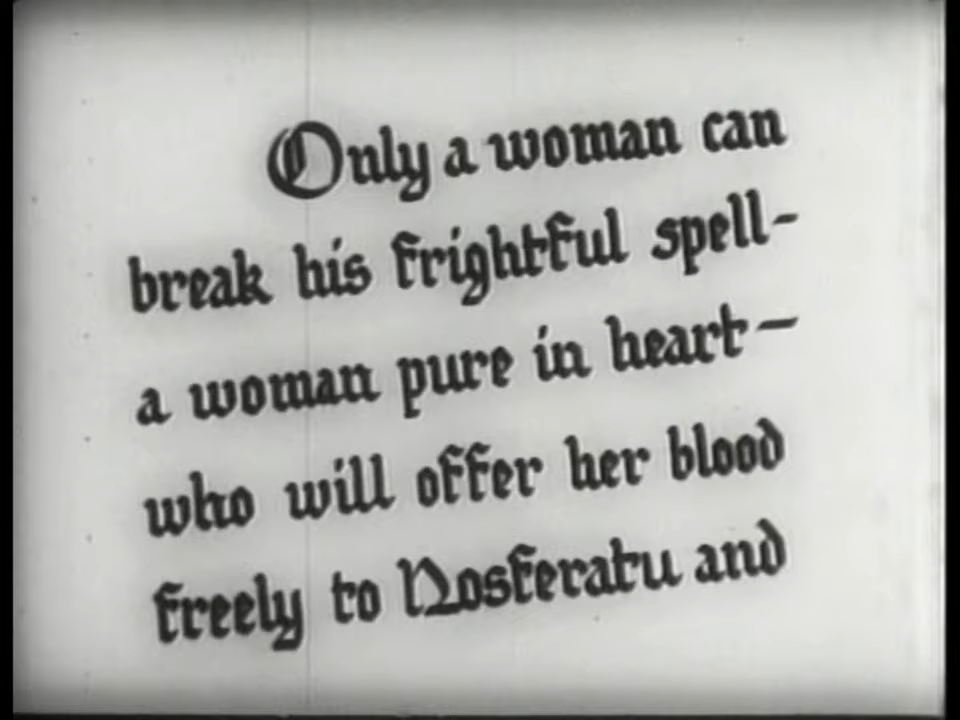 Only a woman can
break his frightful spell-
a woman pure in heart—
who will offer her blood
freely to Nosferatu and